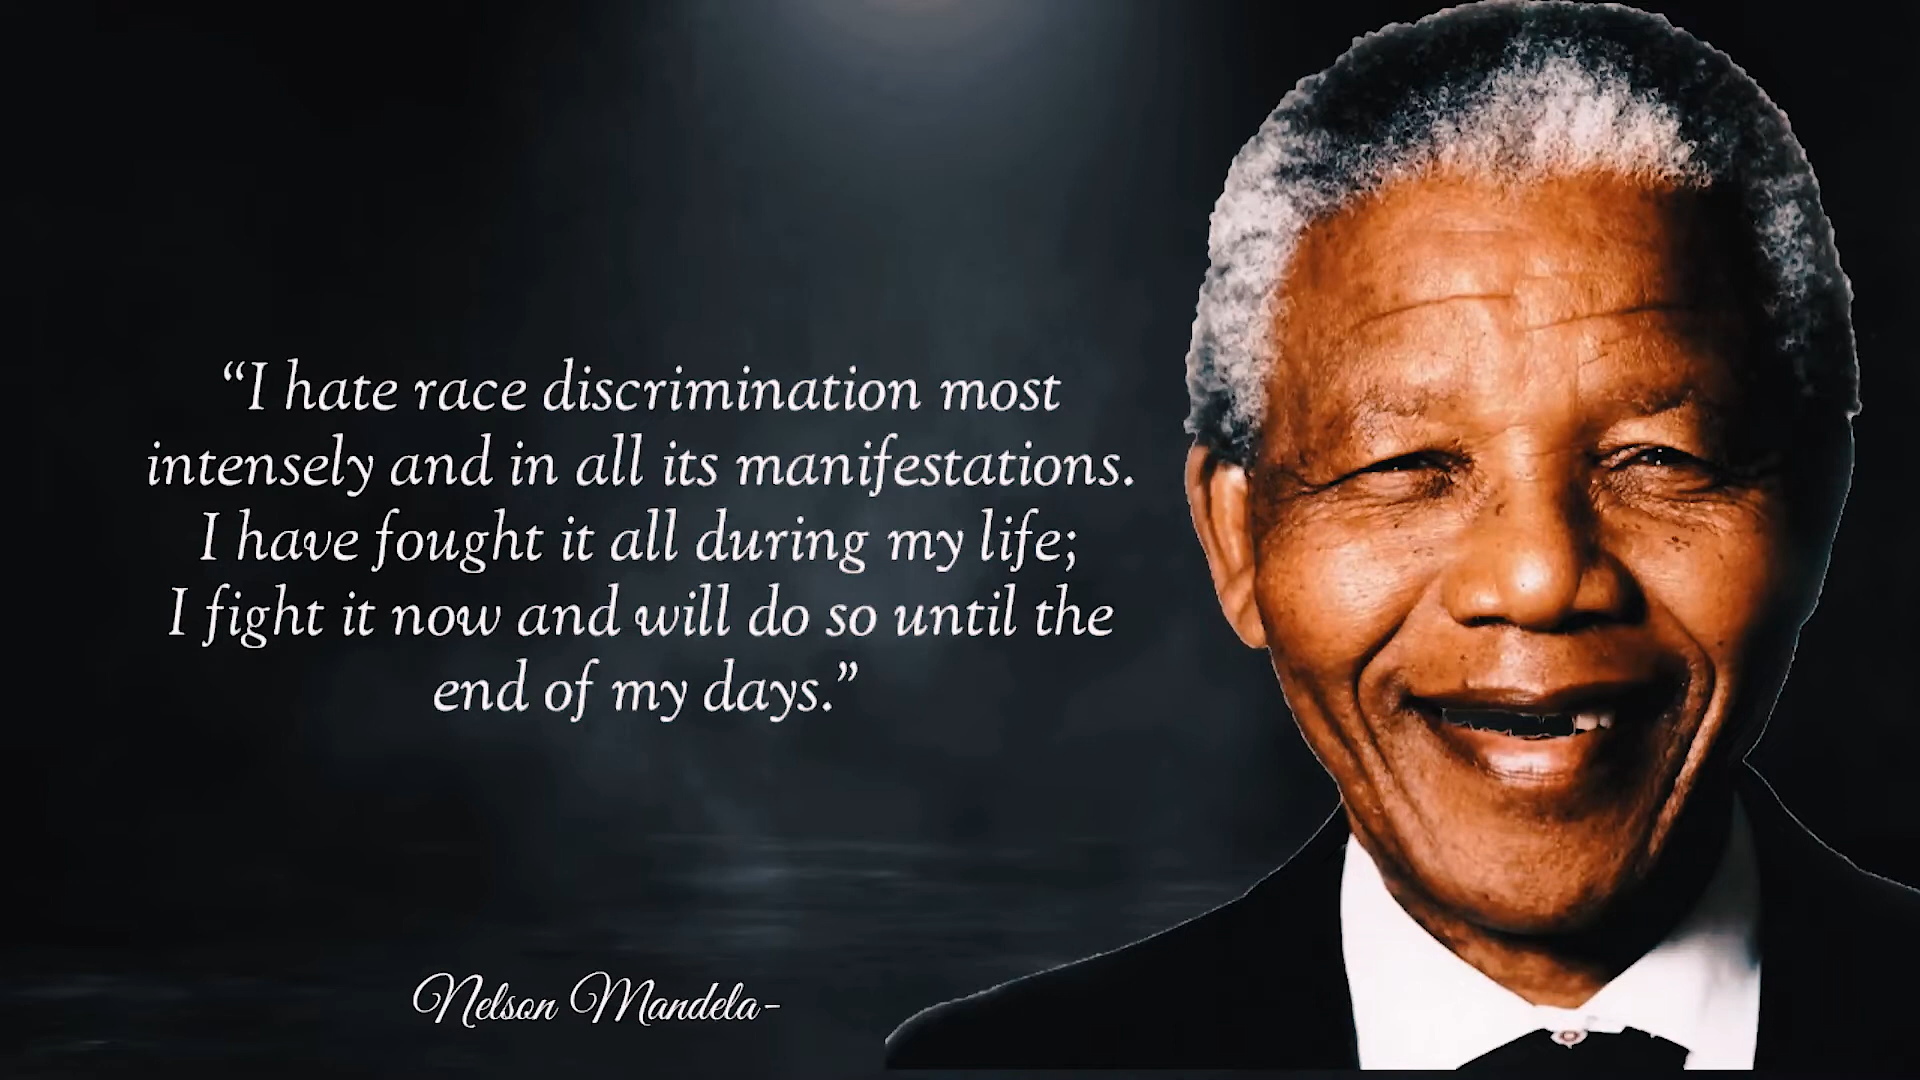 “I hate race discrimination most
intensely and in all its manifestations.
I have fought it all during my life;
I fight it now and will do so until the
end of my days.”
Nelson Mandela-